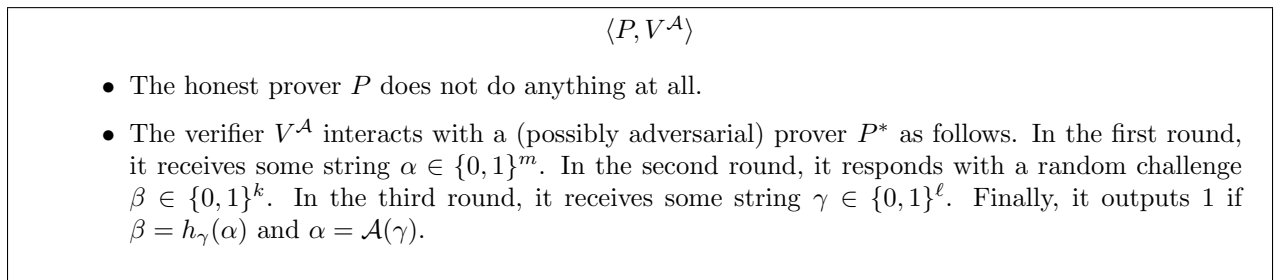 ⟨P, V^𝒜⟩
• The honest prover P does not do anything at all.
• The verifier V^𝒜 interacts with a (possibly adversarial) prover P* as follows. In the first round,
it receives some string α ∈ {0, 1}^m. In the second round, it responds with a random challenge
β ∈ {0, 1}^k. In the third round, it receives some string γ ∈ {0, 1}^ℓ. Finally, it outputs 1 if
β = h_γ(α) and α = 𝒜(γ).